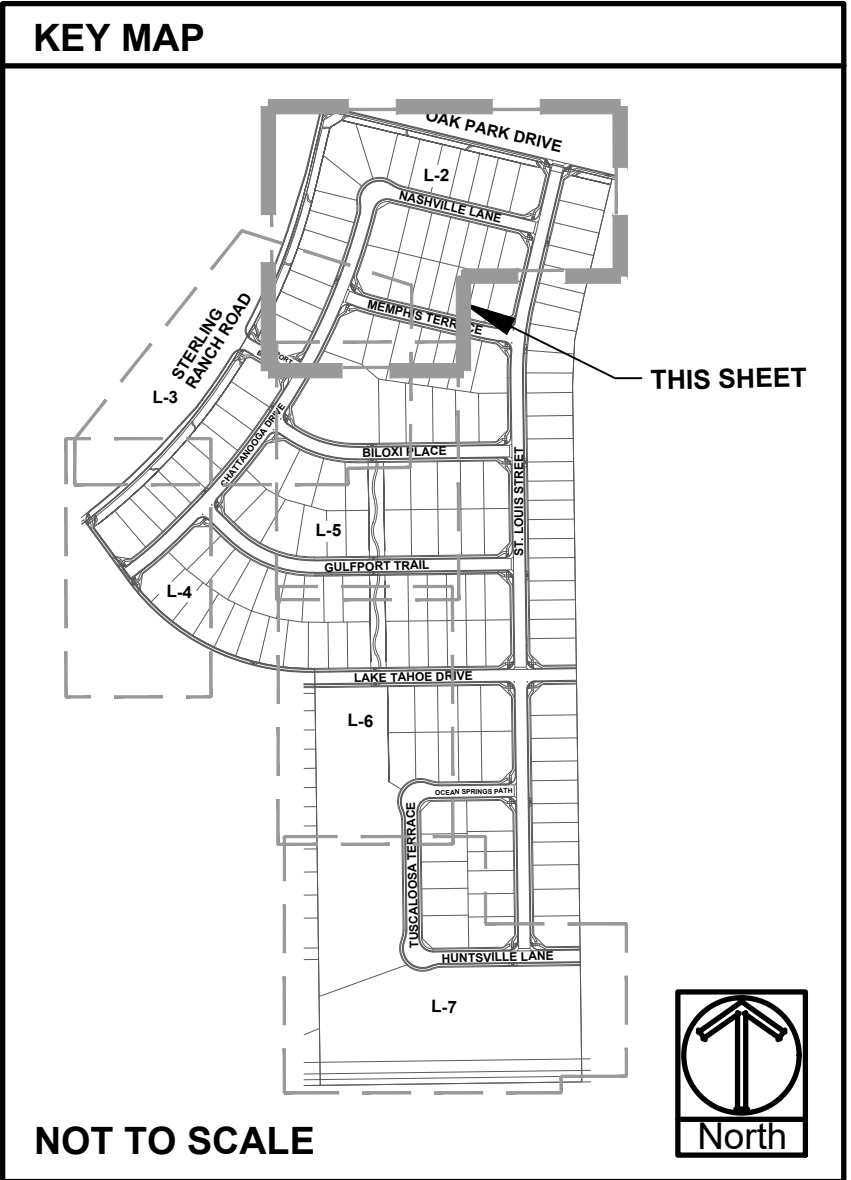 KEY MAP
OAK PARK DRIVE
L-2
NASHVILLE LANE
MEMPHIS TERRACE
STERLING
RANCH ROAD
THIS SHEET
L-3
CHATTANOOGA DRIVE
BILOXI PLACE
ST. LOUIS STREET
L-5
GULFPORT TRAIL
L-4
LAKE TAHOE DRIVE
L-6
OCEAN SPRINGS PATH
TUSCALOOSA TERRACE
HUNTSVILLE LANE
L-7
NOT TO SCALE
North